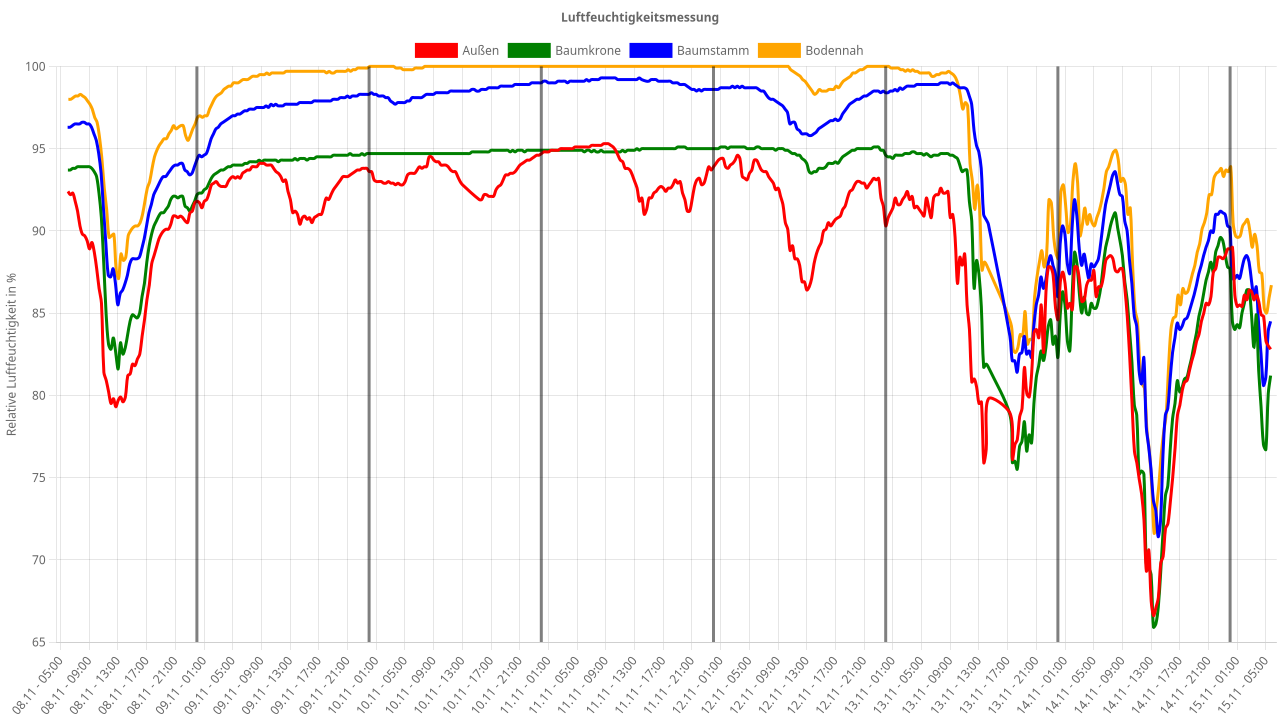 Luftfeuchtigkeitsmessung
Außen Baumkrone Baumstamm Bodennah
Relative Luftfeuchtigkeit in %
100
95
90
85
80
75
70
65
08.11 - 05:00
08.11 - 09:00
08.11 - 13:00
08.11 - 17:00
08.11 - 21:00
09.11 - 01:00
09.11 - 05:00
09.11 - 09:00
09.11 - 13:00
09.11 - 17:00
09.11 - 21:00
10.11 - 01:00
10.11 - 05:00
10.11 - 09:00
10.11 - 13:00
10.11 - 17:00
10.11 - 21:00
11.11 - 01:00
11.11 - 05:00
11.11 - 09:00
11.11 - 13:00
11.11 - 17:00
11.11 - 21:00
12.11 - 01:00
12.11 - 05:00
12.11 - 09:00
12.11 - 13:00
12.11 - 17:00
12.11 - 21:00
13.11 - 01:00
13.11 - 05:00
13.11 - 09:00
13.11 - 13:00
13.11 - 17:00
13.11 - 21:00
14.11 - 01:00
14.11 - 05:00
14.11 - 09:00
14.11 - 13:00
14.11 - 17:00
14.11 - 21:00
15.11 - 01:00
15.11 - 05:00